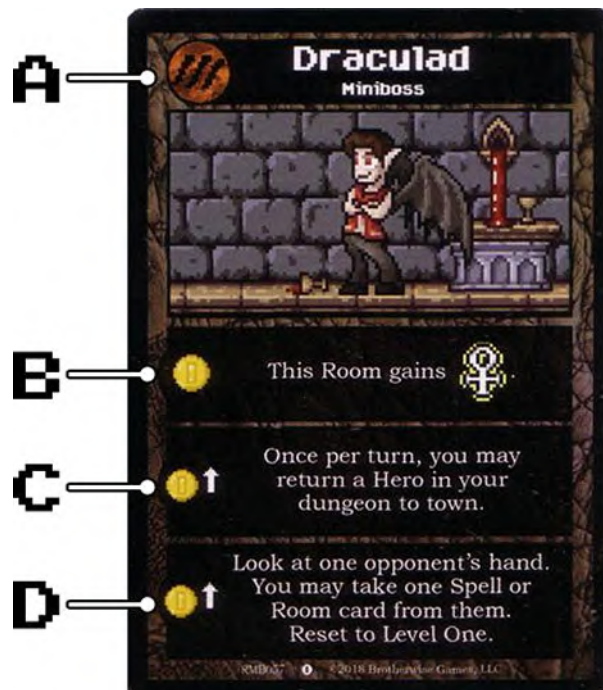 A
Draculad
Miniboss
B
This Room gains
.
C
Once per turn, you may
return a Hero in your
dungeon to town.
D
Look at one opponent's hand.
You may take one Spell or
Room card from them.
Reset to Level One.
©2018 Brotherwise Games, LLC